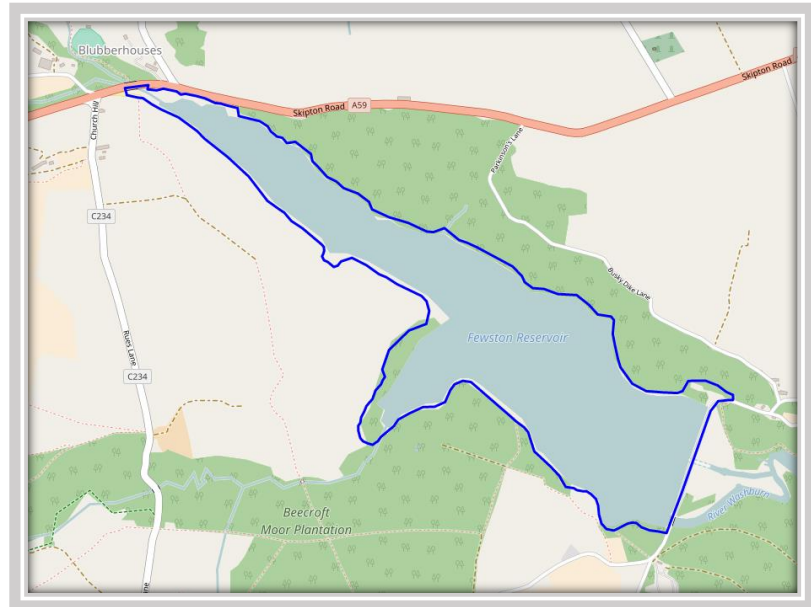 Blubberhouses
Skipton Road
A59
Skipton Road
Church Hill
Parkinson's Lane
C234
Busky Dike Lane
Rues Lane
Fewston Reservoir
C234
River Washburn
Beecroft
Moor Plantation